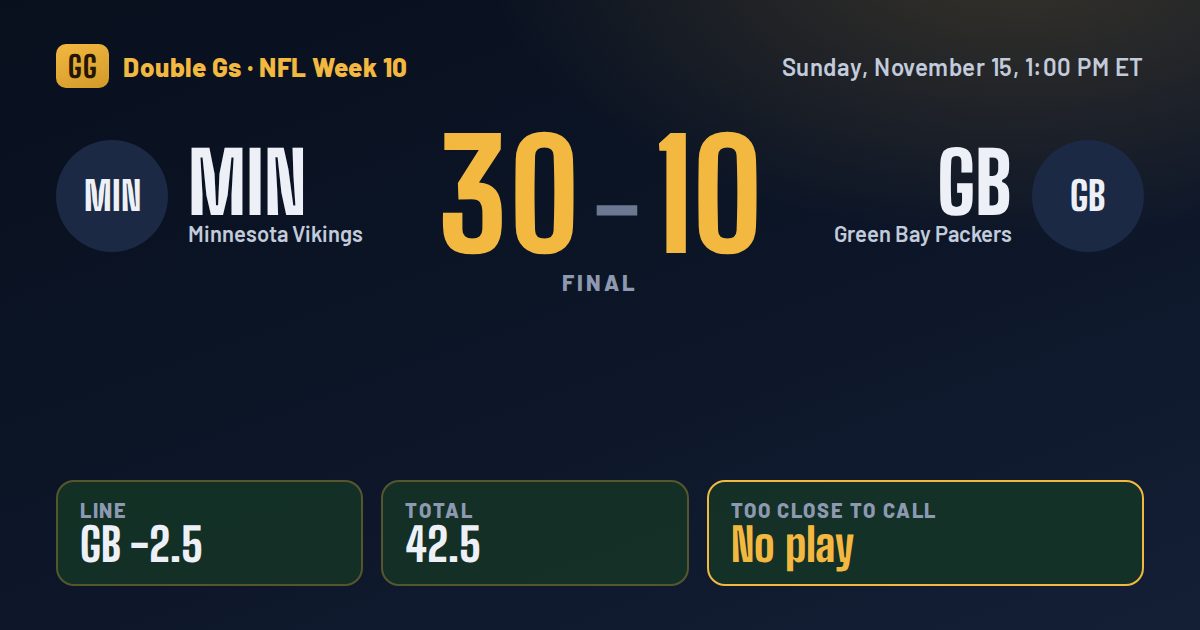 GG Double Gs · NFL Week 10
Sunday, November 15, 1:00 PM ET
MIN
MIN
Minnesota Vikings
30 – 10
FINAL
GB
Green Bay Packers
GB
LINE
GB -2.5
TOTAL
42.5
TOO CLOSE TO CALL
No play